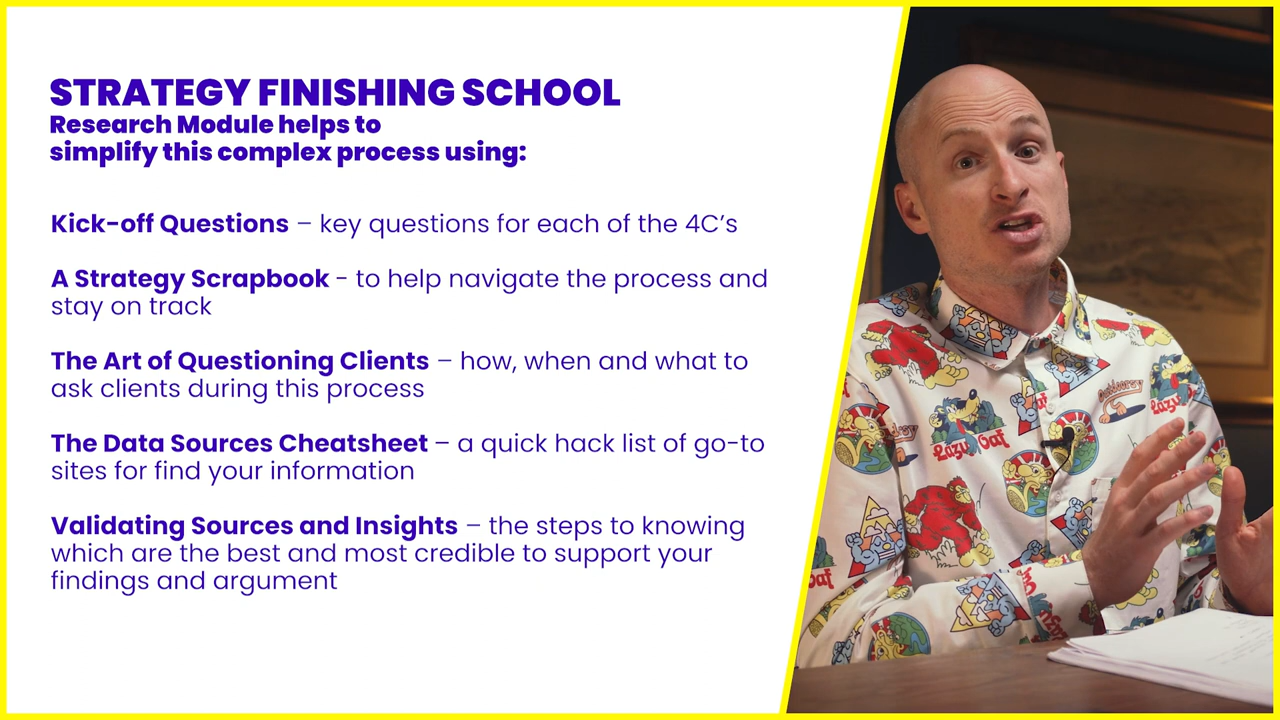 STRATEGY FINISHING SCHOOL
Research Module helps to
simplify this complex process using:
Kick-off Questions – key questions for each of the 4C’s
A Strategy Scrapbook - to help navigate the process and
stay on track
The Art of Questioning Clients – how, when and what to
ask clients during this process
The Data Sources Cheatsheet – a quick hack list of go-to
sites for find your information
Validating Sources and Insights – the steps to knowing
which are the best and most credible to support your
findings and argument
Lazy Oaf
Lazy
Oaf